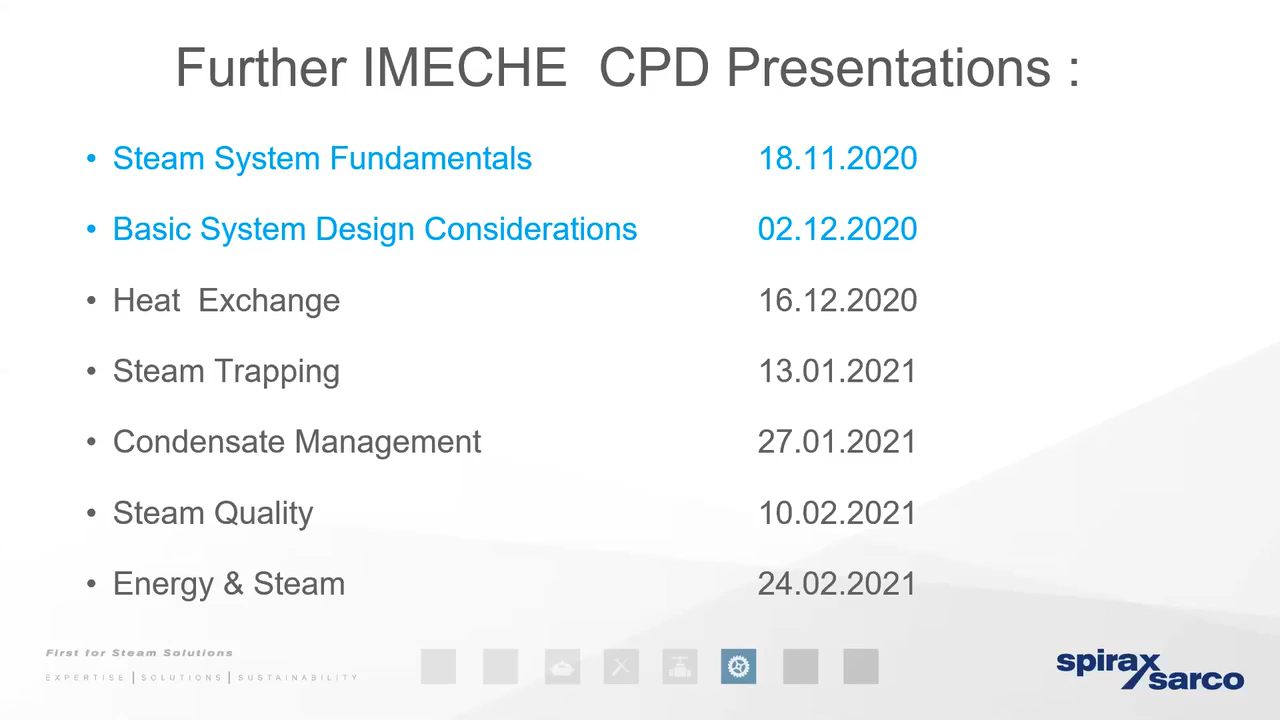 Further IMECHE  CPD Presentations :
• Steam System Fundamentals 18.11.2020
• Basic System Design Considerations 02.12.2020
• Heat  Exchange 16.12.2020
• Steam Trapping 13.01.2021
• Condensate Management 27.01.2021
• Steam Quality 10.02.2021
• Energy & Steam 24.02.2021
First for Steam Solutions
EXPERTISE | SOLUTIONS | SUSTAINABILITY
spirax
sarco